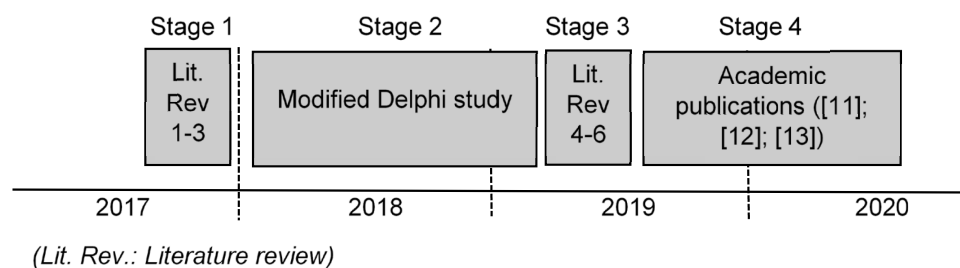 Stage 1
Stage 2
Stage 3
Stage 4
Lit.
Rev
1-3
Modified Delphi study
Lit.
Rev
4-6
Academic
publications ([11];
[12]; [13])
2017
2018
2019
2020
(Lit. Rev.: Literature review)